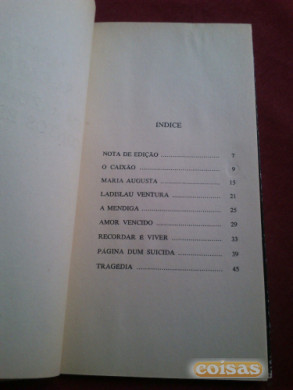 INDICE
NOTA DE EDIÇÃO 7
O CAIXÃO 9
MARIA AUGUSTA 15
LADISLAU VENTURA 21
A MENDIGA 25
AMOR VENCIDO 29
RECORDAR E VIVER 33
PÁGINA DUM SUICIDA 39
TRAGEDIA 45
coisas